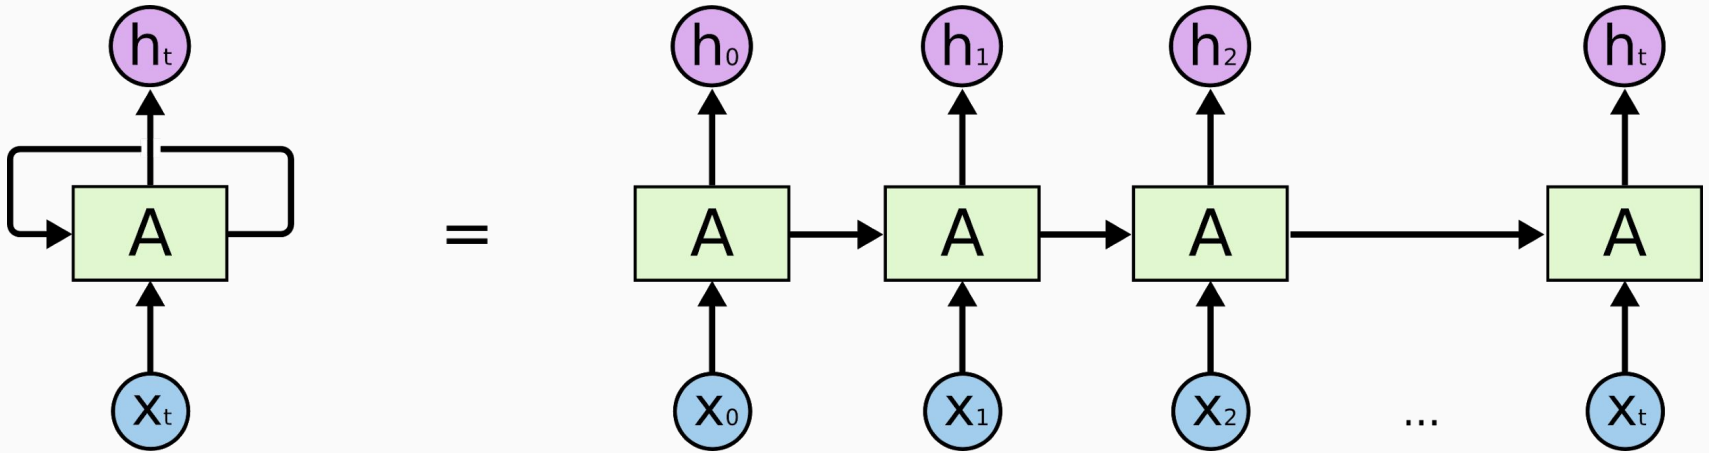 ht h0 h1 h2 ht
A = A A A A
xt x0 x1 x2 ... xt